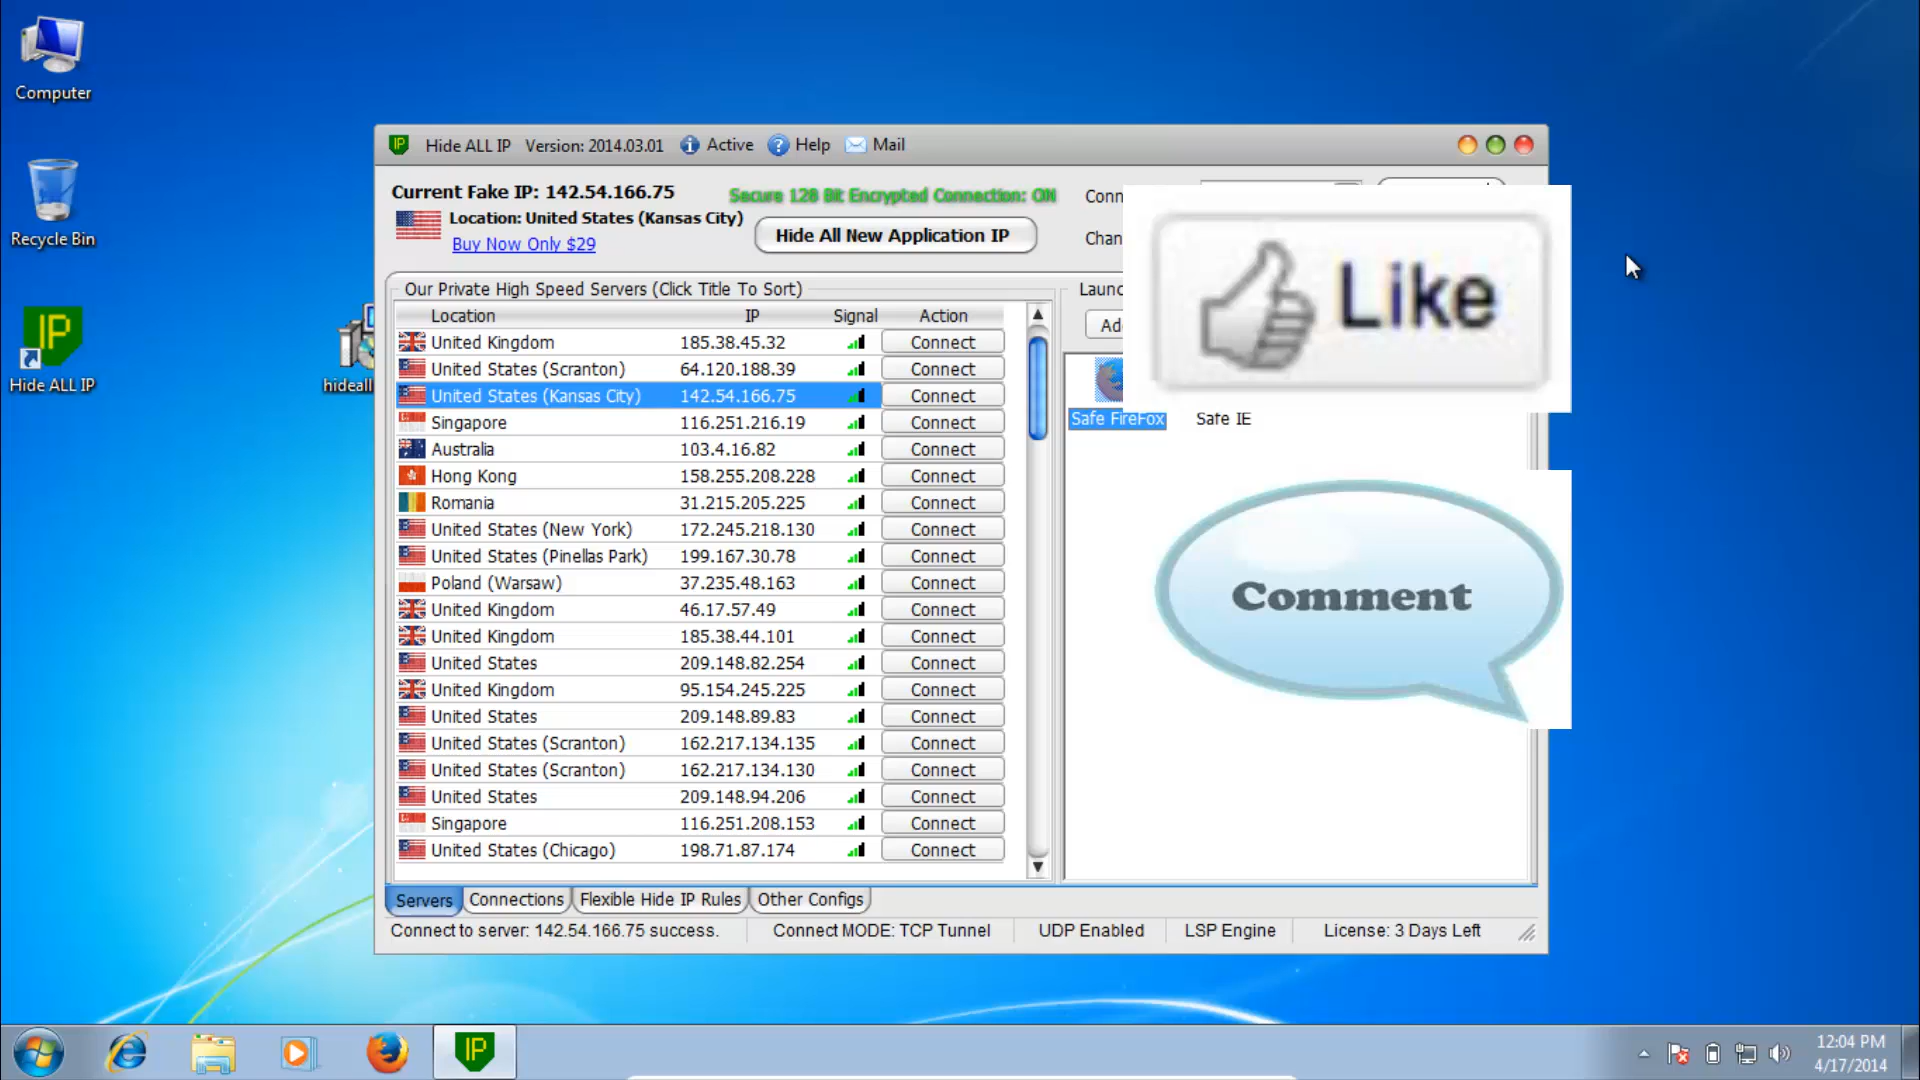 Computer
Recycle Bin
Hide ALL IP
hideall
Hide ALL IP Version: 2014.03.01 Active Help Mail
Current Fake IP: 142.54.166.75
Secure 128 Bit Encrypted Connection: ON
Location: United States (Kansas City)
Buy Now Only $29
Hide All New Application IP
Conn
Chan
Our Private High Speed Servers (Click Title To Sort)
Location IP Signal Action
United Kingdom 185.38.45.32 Connect
United States (Scranton) 64.120.188.39 Connect
United States (Kansas City) 142.54.166.75 Connect
Singapore 116.251.216.19 Connect
Australia 103.4.16.82 Connect
Hong Kong 158.255.208.228 Connect
Romania 31.215.205.225 Connect
United States (New York) 172.245.218.130 Connect
United States (Pinellas Park) 199.167.30.78 Connect
Poland (Warsaw) 37.235.48.163 Connect
United Kingdom 46.17.57.49 Connect
United Kingdom 185.38.44.101 Connect
United States 209.148.82.254 Connect
United Kingdom 95.154.245.225 Connect
United States 209.148.89.83 Connect
United States (Scranton) 162.217.134.135 Connect
United States (Scranton) 162.217.134.130 Connect
United States 209.148.94.206 Connect
Singapore 116.251.208.153 Connect
United States (Chicago) 198.71.87.174 Connect
Launc
Ad
Like
Safe FireFox Safe IE
Comment
Servers Connections Flexible Hide IP Rules Other Configs
Connect to server: 142.54.166.75 success. Connect MODE: TCP Tunnel UDP Enabled LSP Engine License: 3 Days Left
IP
12:04 PM
4/17/2014